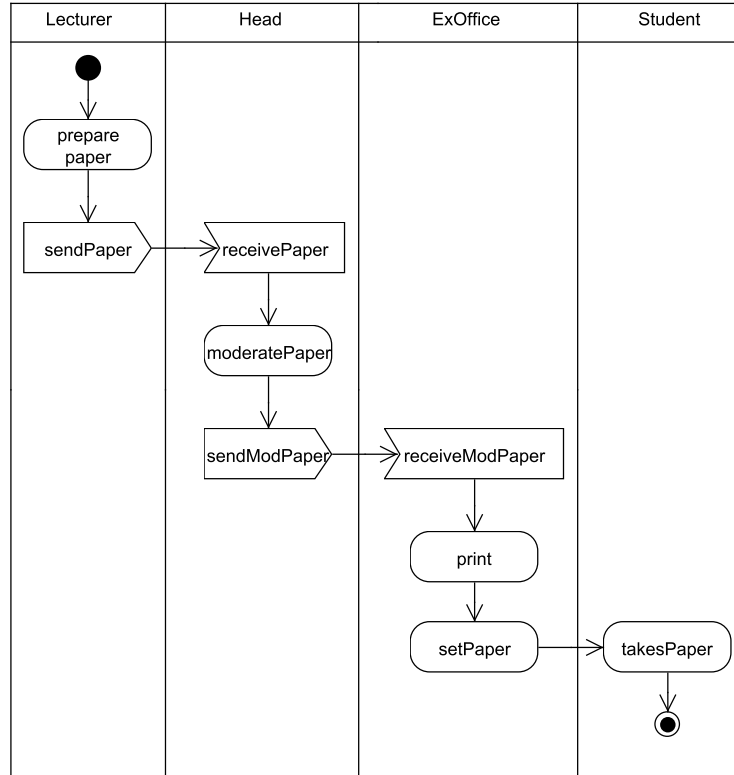 Lecturer
Head
ExOffice
Student
prepare
paper
sendPaper
receivePaper
moderatePaper
sendModPaper
receiveModPaper
print
setPaper
takesPaper